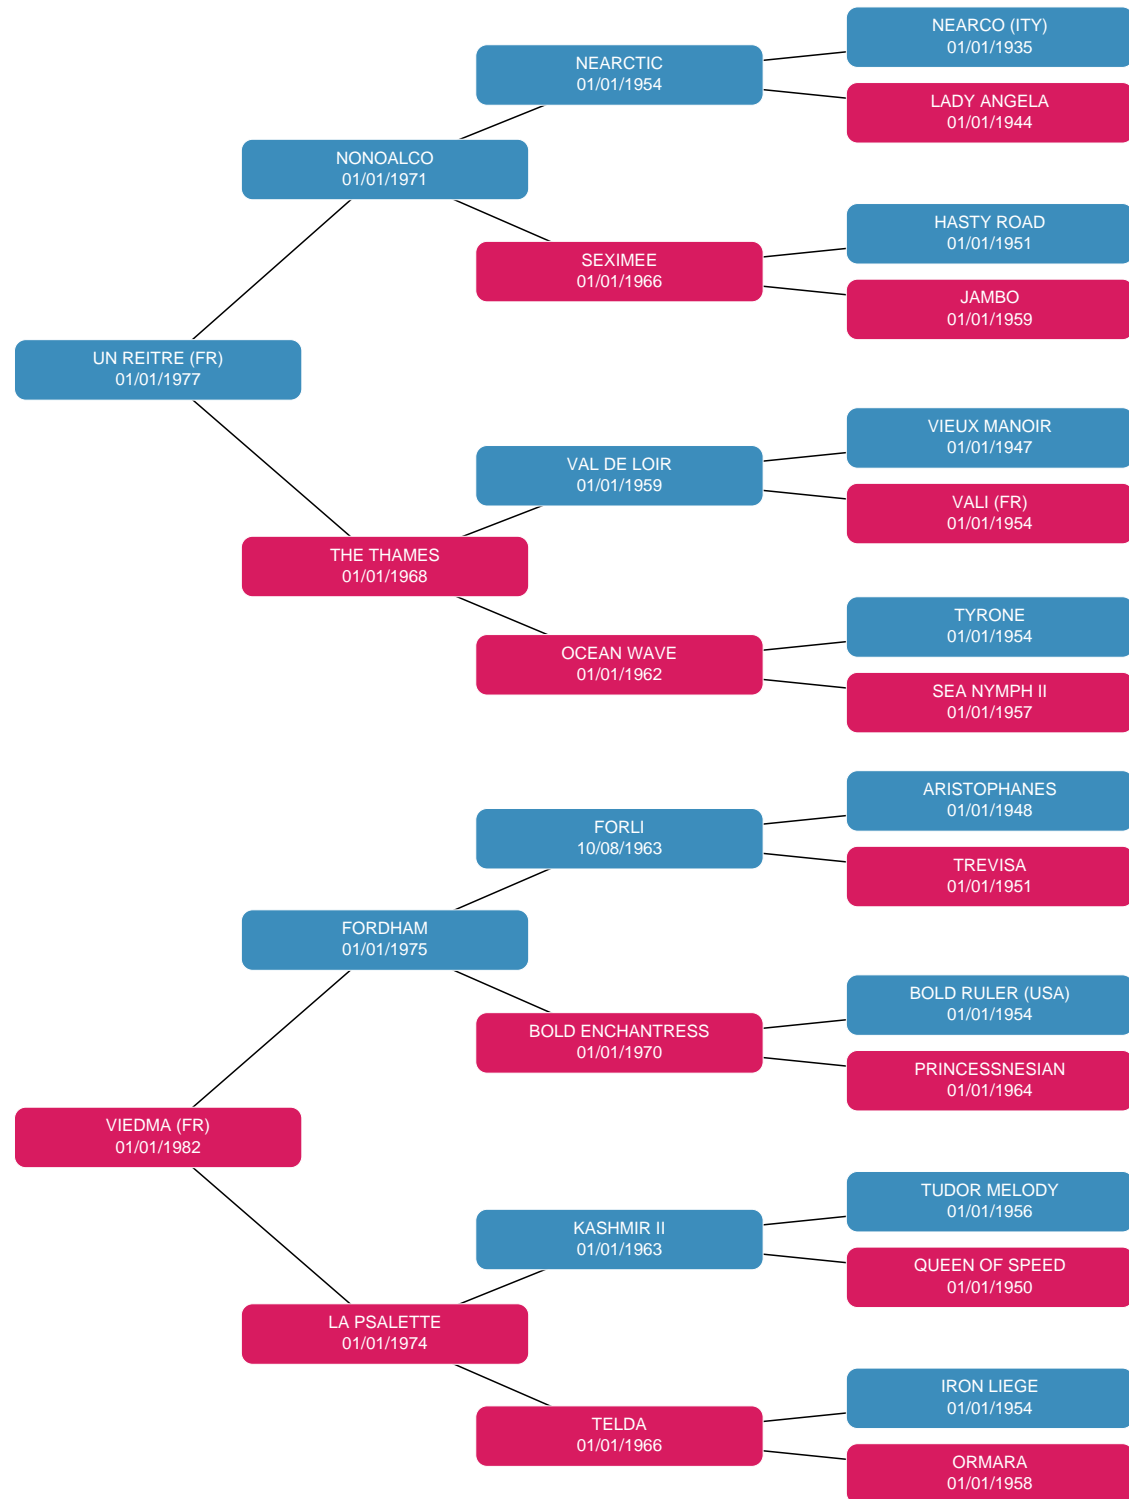 NEARCO (ITY)
01/01/1935
NEARCTIC
01/01/1954
LADY ANGELA
01/01/1944
NONOALCO
01/01/1971
HASTY ROAD
01/01/1951
SEXIMEE
01/01/1966
JAMBO
01/01/1959
UN REITRE (FR)
01/01/1977
VIEUX MANOIR
01/01/1947
VAL DE LOIR
01/01/1959
VALI (FR)
01/01/1954
THE THAMES
01/01/1968
TYRONE
01/01/1954
OCEAN WAVE
01/01/1962
SEA NYMPH II
01/01/1957
ARISTOPHANES
01/01/1948
FORLI
10/08/1963
TREVISA
01/01/1951
FORDHAM
01/01/1975
BOLD RULER (USA)
01/01/1954
BOLD ENCHANTRESS
01/01/1970
PRINCESSNESIAN
01/01/1964
VIEDMA (FR)
01/01/1982
TUDOR MELODY
01/01/1956
KASHMIR II
01/01/1963
QUEEN OF SPEED
01/01/1950
LA PSALETTE
01/01/1974
IRON LIEGE
01/01/1954
TELDA
01/01/1966
ORMARA
01/01/1958